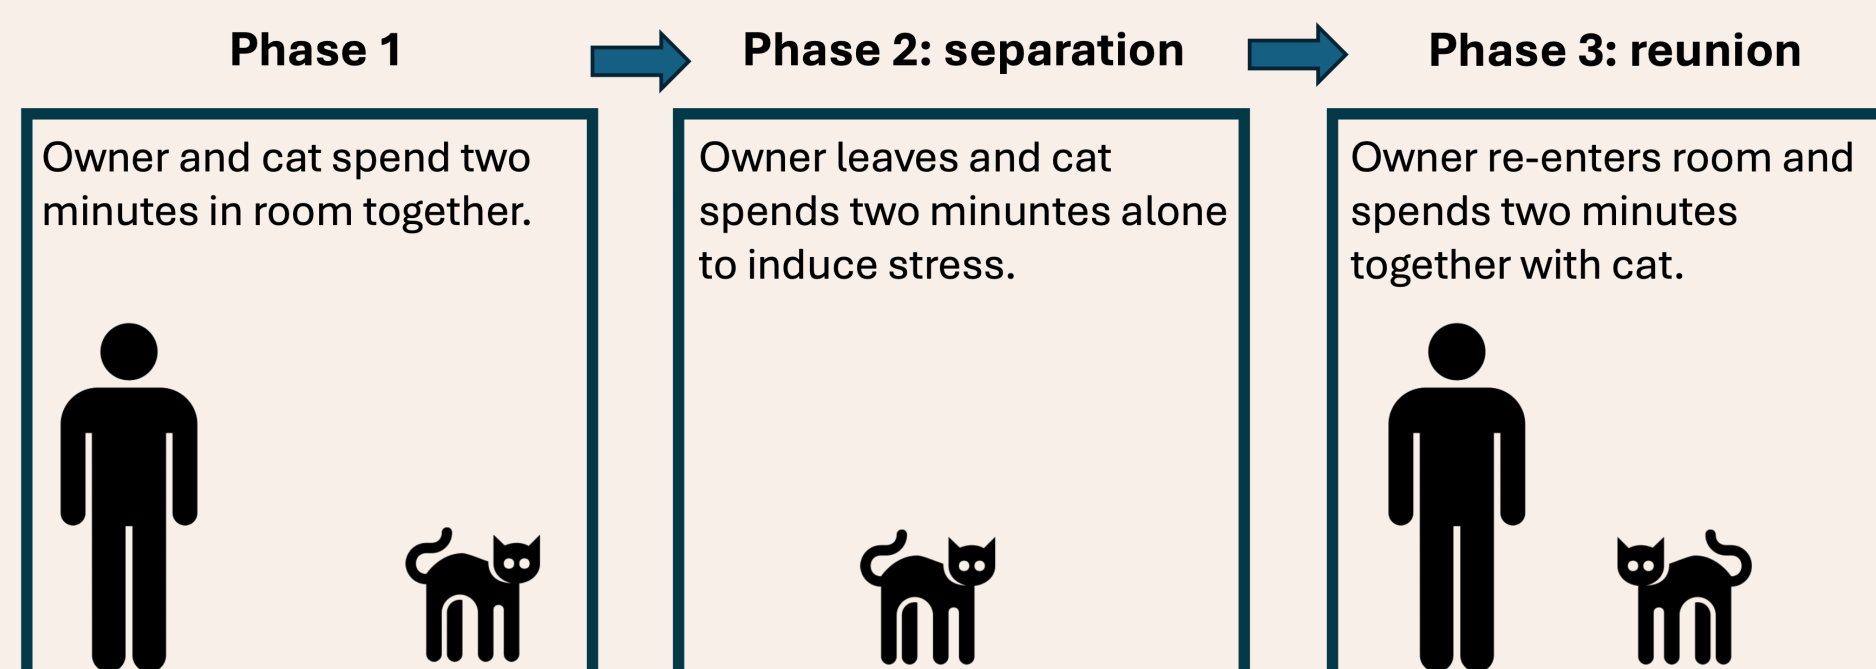 Phase 1
Owner and cat spend two
minutes in room together.
Phase 2: separation
Owner leaves and cat
spends two minuntes alone
to induce stress.
Phase 3: reunion
Owner re-enters room and
spends two minutes
together with cat.